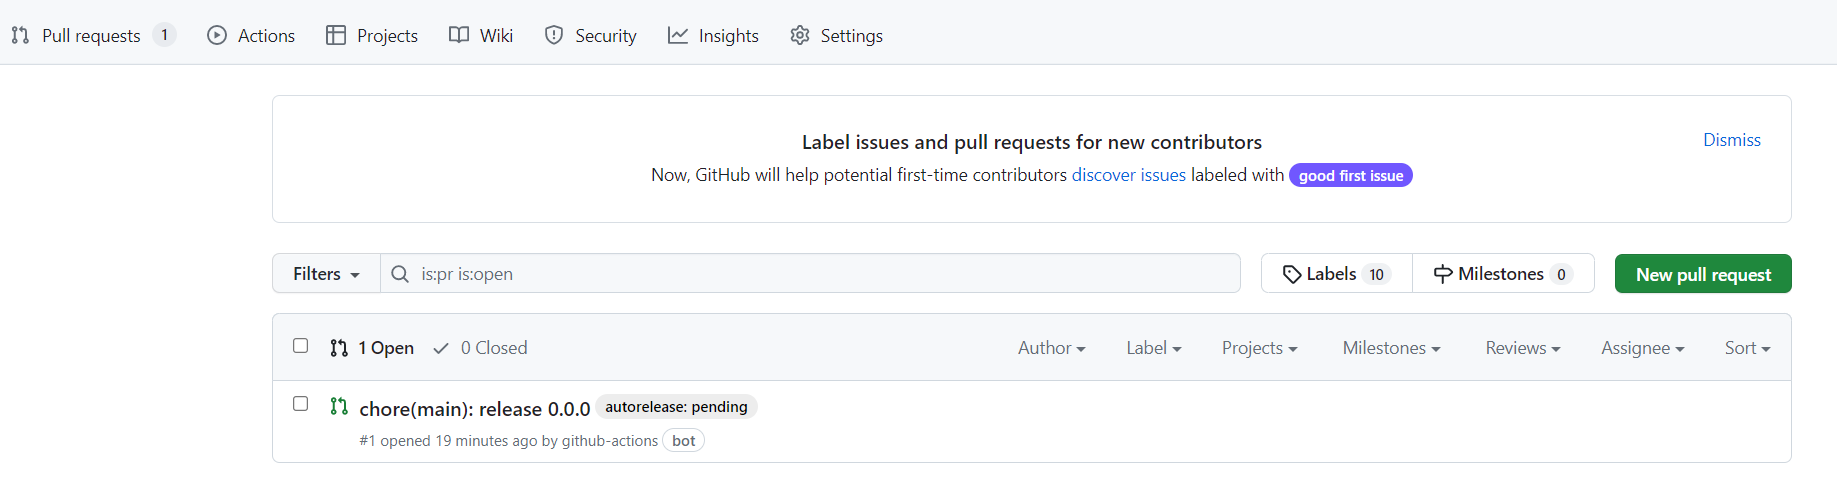 Pull requests 1 Actions Projects Wiki Security Insights Settings
Label issues and pull requests for new contributors
Dismiss
Now, GitHub will help potential first-time contributors discover issues labeled with good first issue
Filters is:pr is:open Labels 10 Milestones 0 New pull request
1 Open 0 Closed Author Label Projects Milestones Reviews Assignee Sort
chore(main): release 0.0.0 autorelease: pending
#1 opened 19 minutes ago by github-actions bot